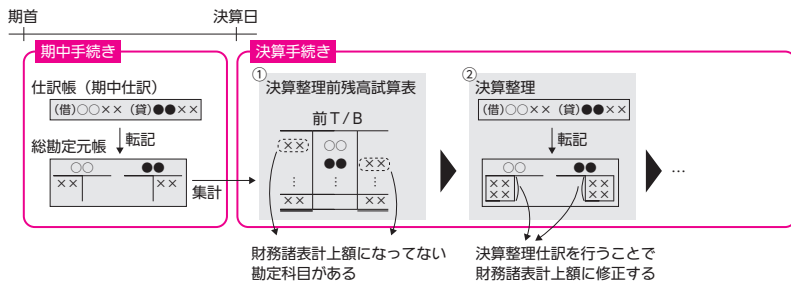 期首
決算日
期中手続き
仕訳帳（期中仕訳）
(借)○○×× (貸)●●××
転記
総勘定元帳
○○ ●●
×× ××
集計
決算手続き
①
決算整理前残高試算表
前T/B
×× ○○
●● ××
⋮ ⋮ ⋮
×× ××
財務諸表計上額になってない
勘定科目がある
②
決算整理
(借)○○×× (貸)●●××
転記
○○ ●●
×× ××
×× ××
決算整理仕訳を行うことで
財務諸表計上額に修正する
…